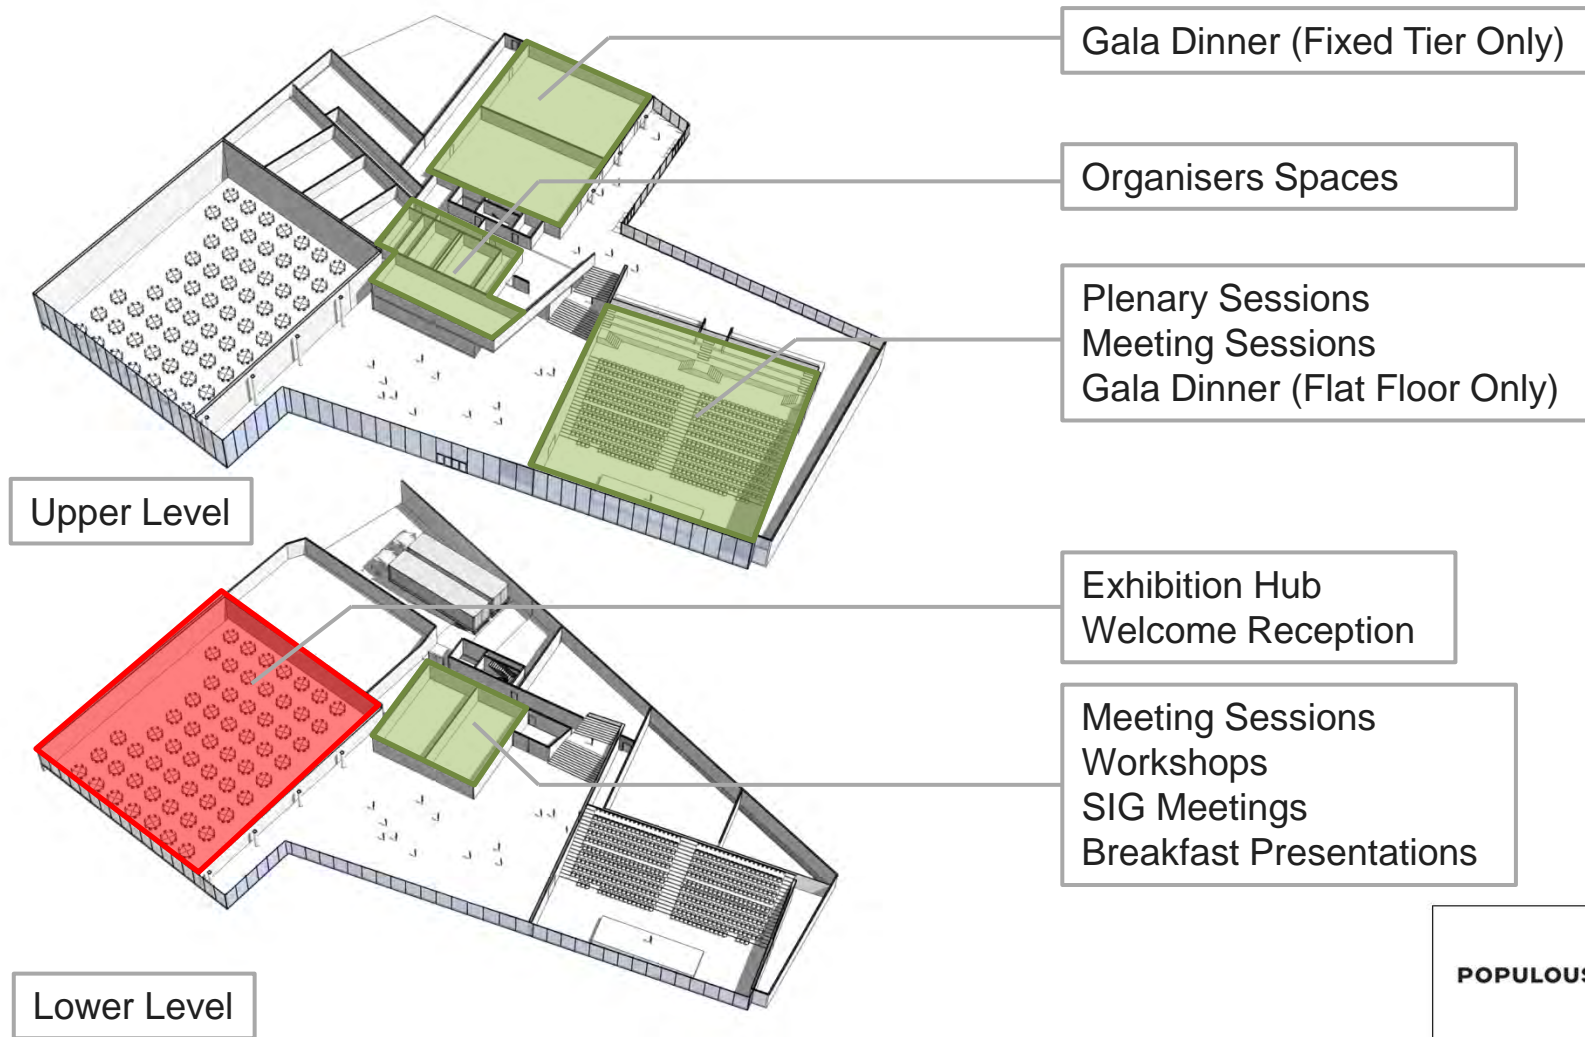 Gala Dinner (Fixed Tier Only)
Organisers Spaces
Plenary Sessions
Meeting Sessions
Gala Dinner (Flat Floor Only)
Upper Level
Exhibition Hub
Welcome Reception
Meeting Sessions
Workshops
SIG Meetings
Breakfast Presentations
Lower Level
POPULOUS